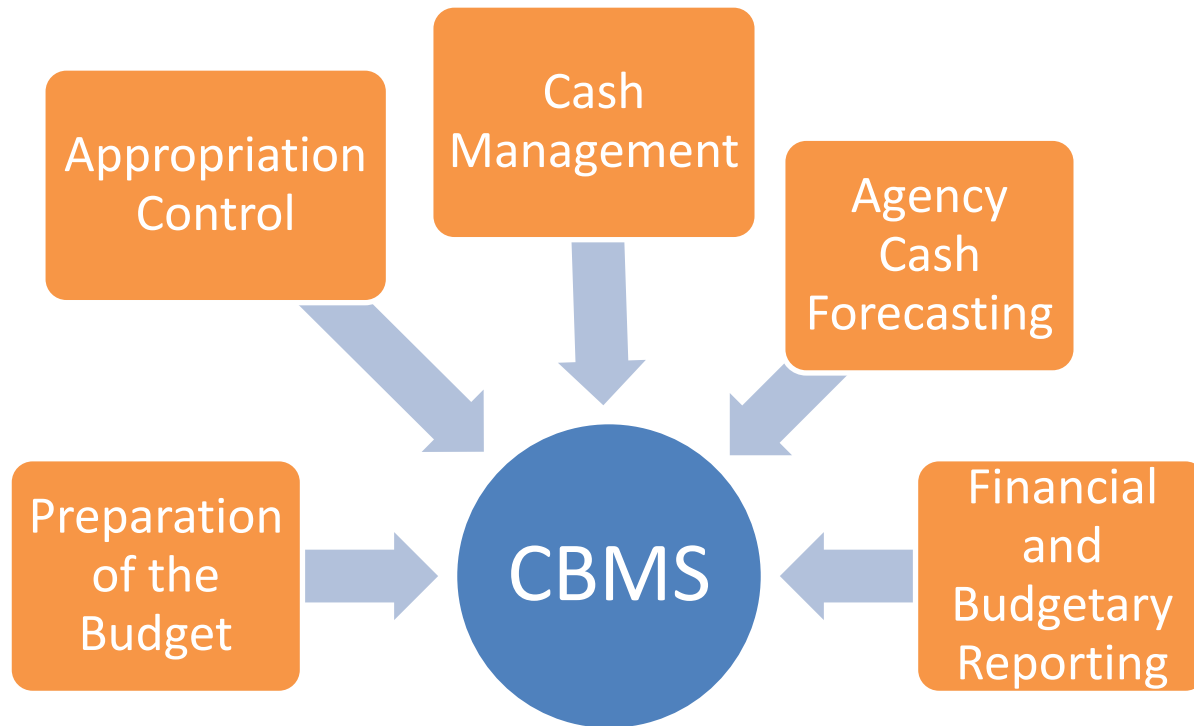 Cash
Management
Appropriation
Control
Agency
Cash
Forecasting
Preparation
of the
Budget
CBMS
Financial
and
Budgetary
Reporting